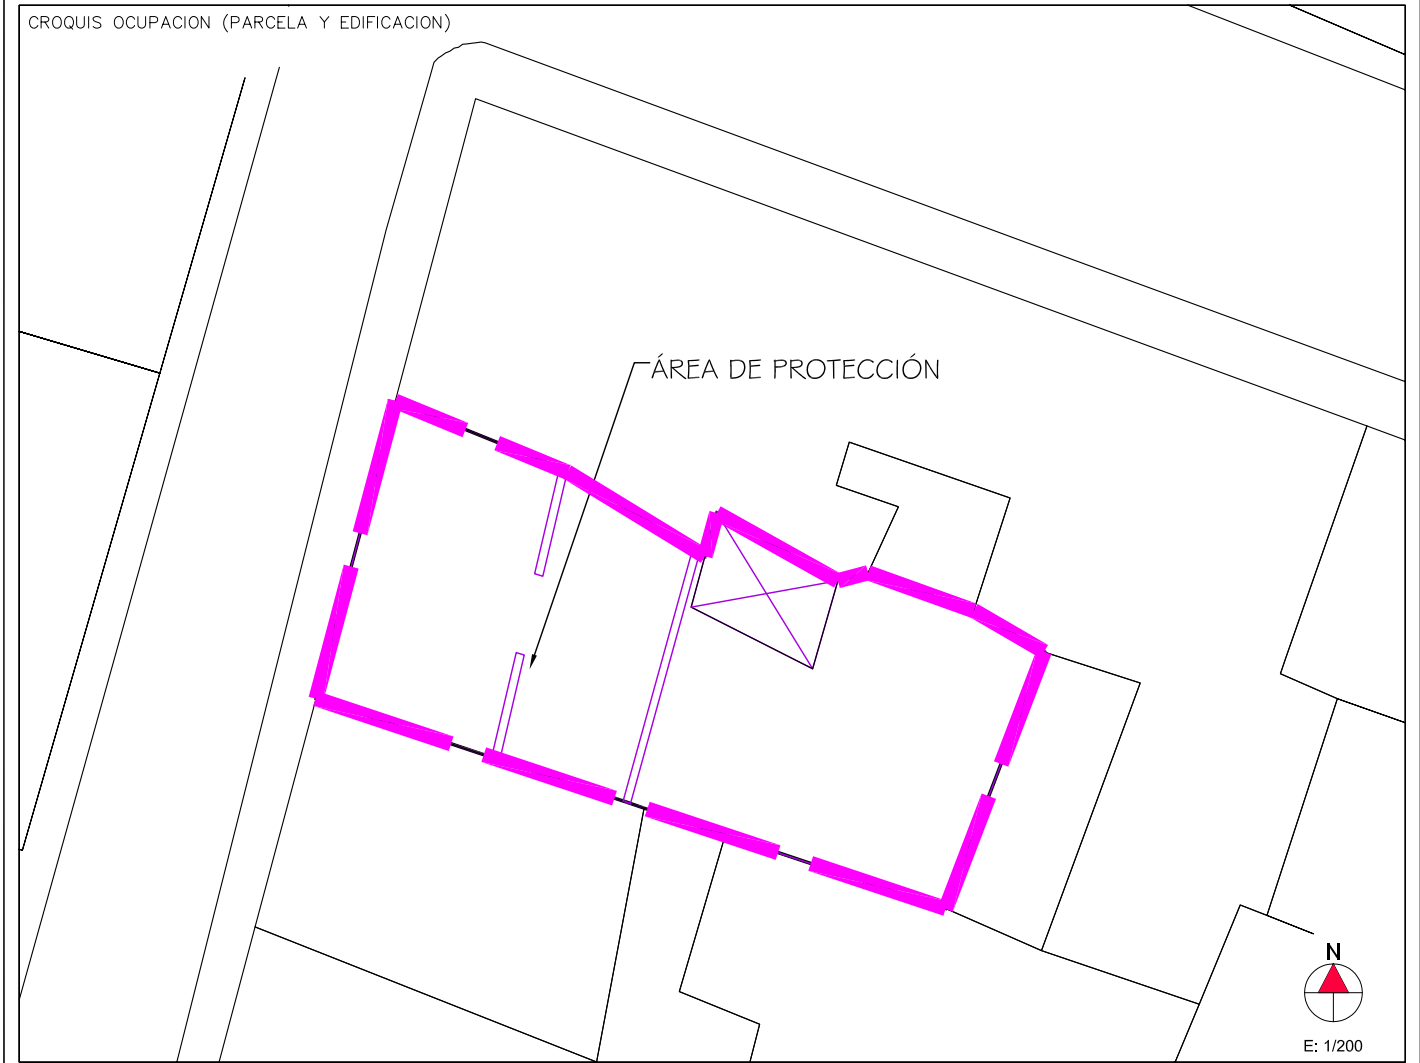 CROQUIS OCUPACION (PARCELA Y EDIFICACION)
ÁREA DE PROTECCIÓN
N
E: 1/200